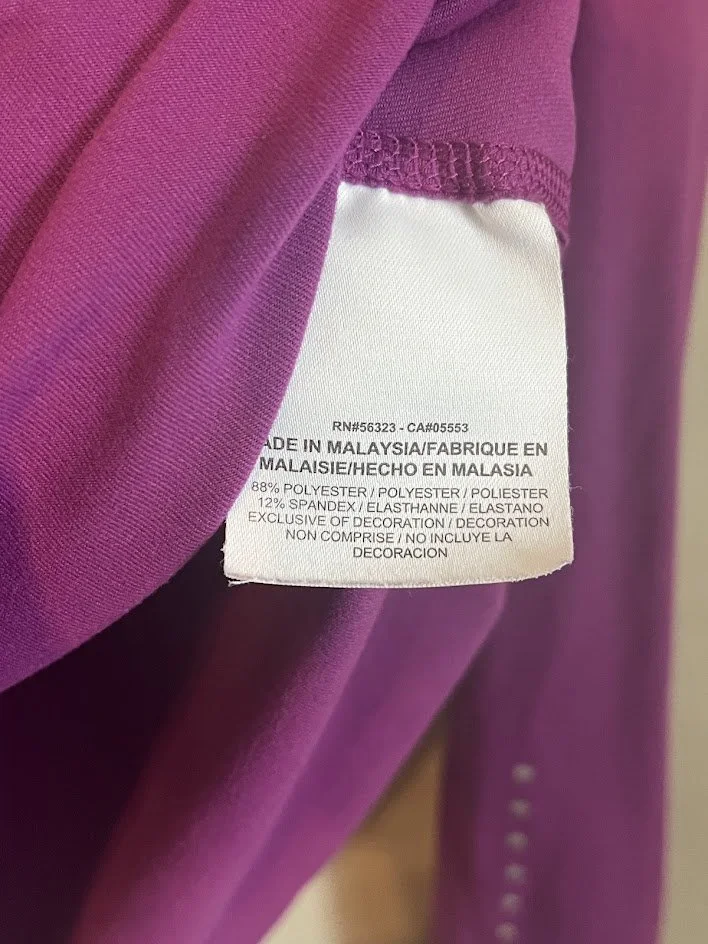 RN#56323 - CA#05553
ADE IN MALAYSIA/FABRIQUE EN
MALAISIE/HECHO EN MALASIA
88% POLYESTER / POLYESTER / POLIESTER
12% SPANDEX / ELASTHANNE / ELASTANO
EXCLUSIVE OF DECORATION / DECORATION
NON COMPRISE / NO INCLUYE LA
DECORACION